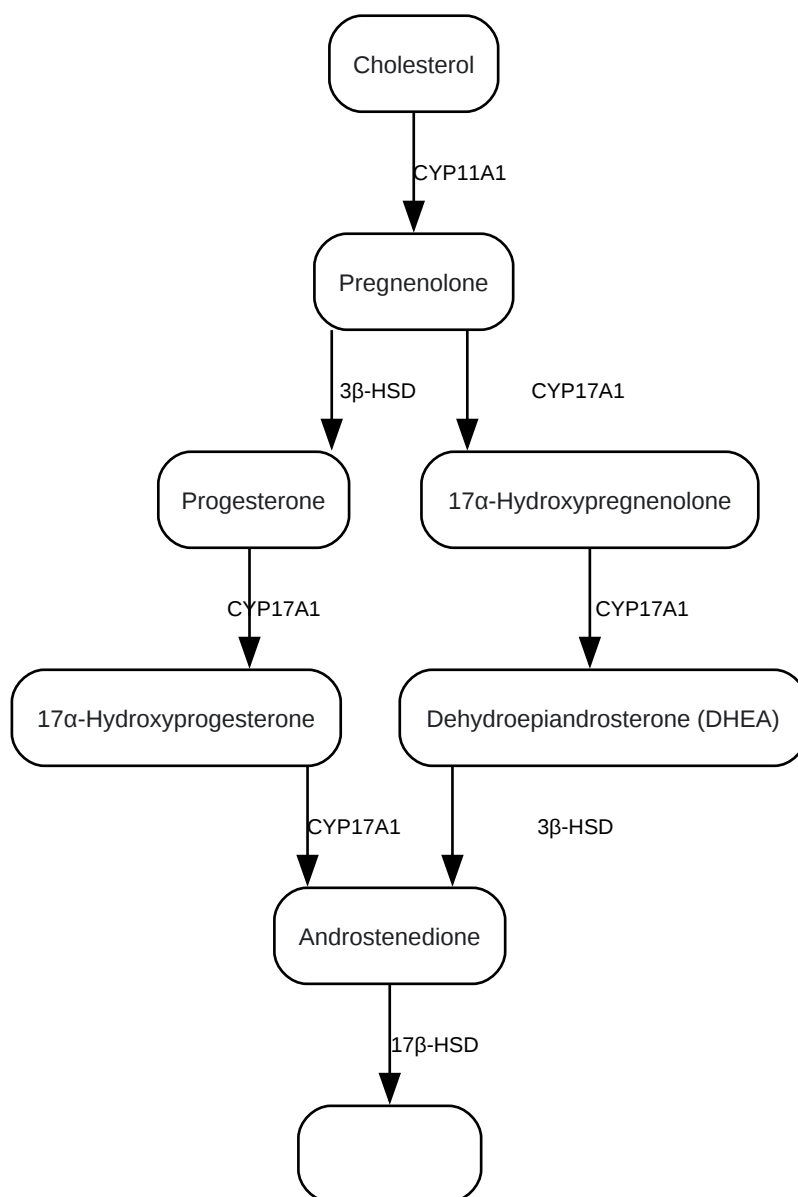 Cholesterol
CYP11A1
Pregnenolone
3β-HSD
CYP17A1
Progesterone
17α-Hydroxypregnenolone
CYP17A1
CYP17A1
17α-Hydroxyprogesterone
Dehydroepiandrosterone (DHEA)
CYP17A1
3β-HSD
Androstenedione
17β-HSD